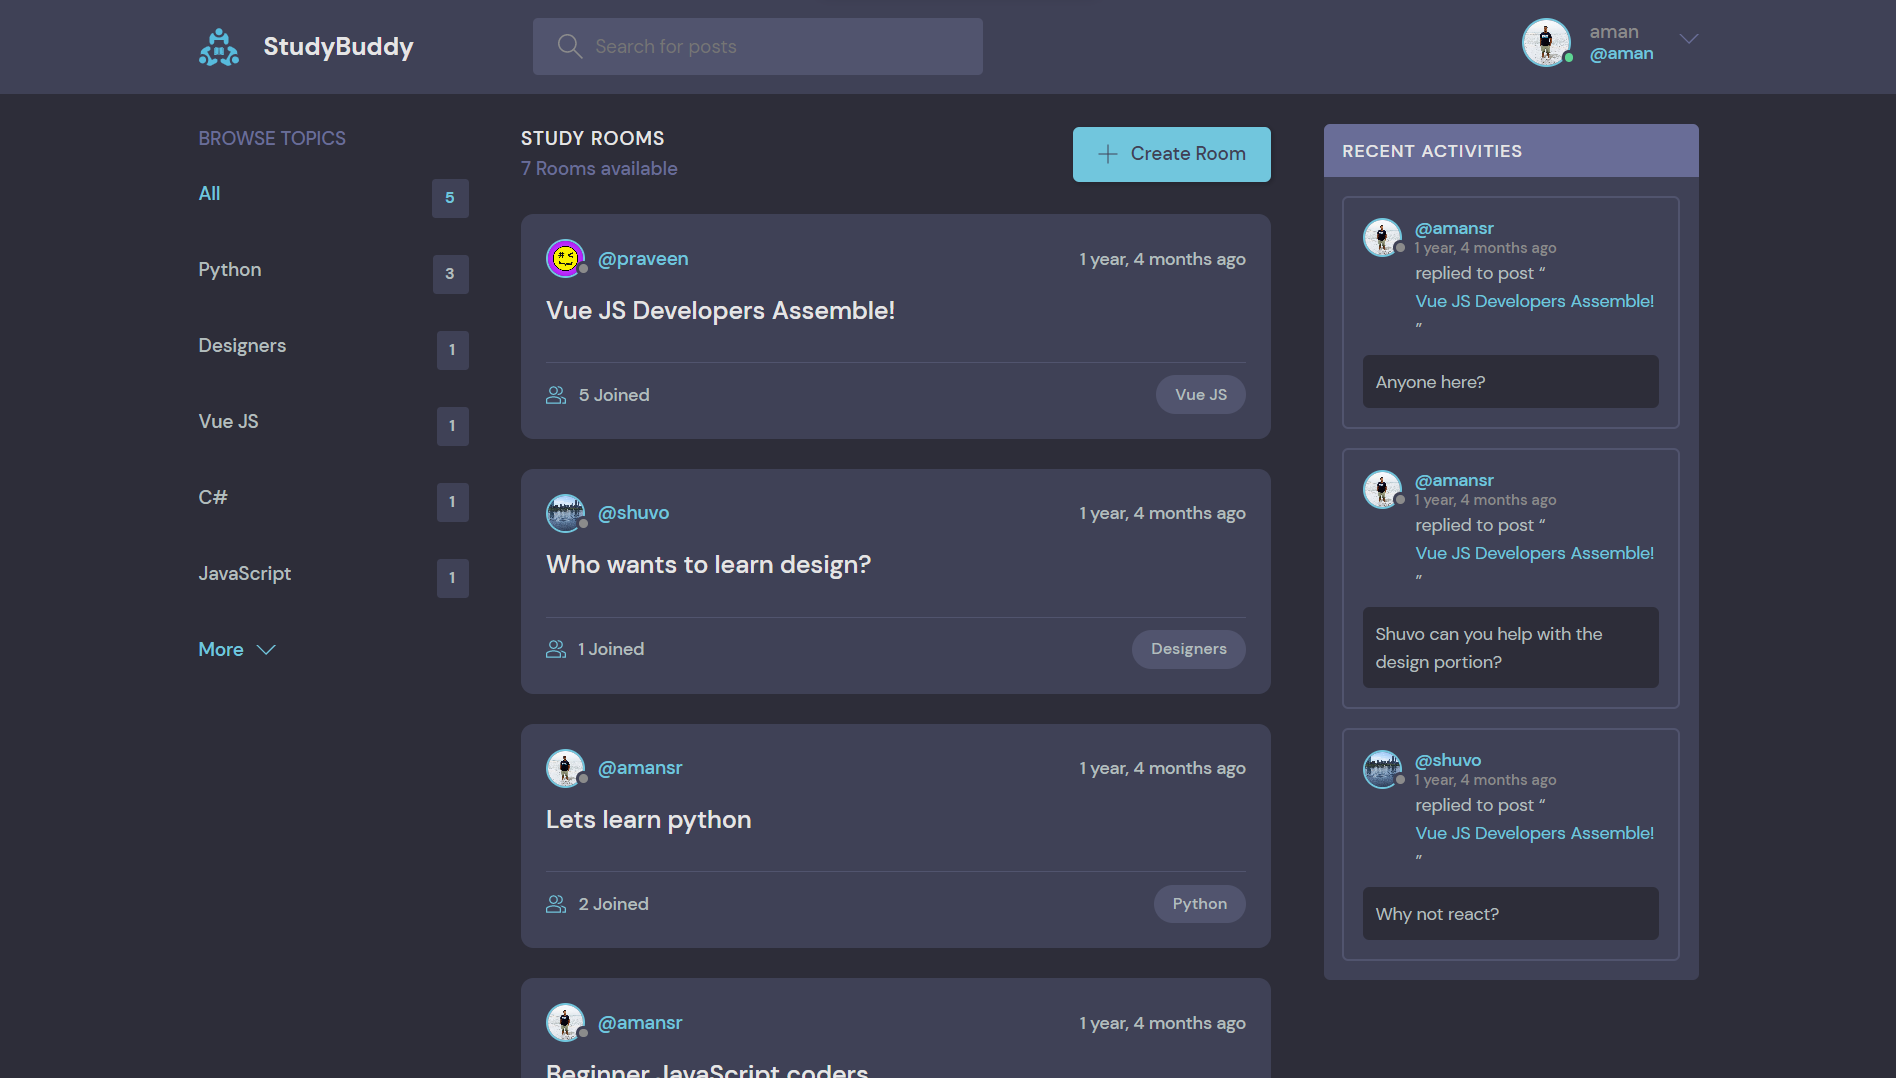 StudyBuddy
Search for posts
aman
@aman
BROWSE TOPICS
All
5
Python
3
Designers
1
Vue JS
1
C#
1
JavaScript
1
More
STUDY ROOMS
7 Rooms available
Create Room
@praveen
1 year, 4 months ago
Vue JS Developers Assemble!
5 Joined
Vue JS
@shuvo
1 year, 4 months ago
Who wants to learn design?
1 Joined
Designers
@amansr
1 year, 4 months ago
Lets learn python
2 Joined
Python
@amansr
1 year, 4 months ago
Beginner JavaScript coders
RECENT ACTIVITIES
@amansr
1 year, 4 months ago
replied to post “
Vue JS Developers Assemble!
”
Anyone here?
@amansr
1 year, 4 months ago
replied to post “
Vue JS Developers Assemble!
”
Shuvo can you help with the
design portion?
@shuvo
1 year, 4 months ago
replied to post “
Vue JS Developers Assemble!
”
Why not react?